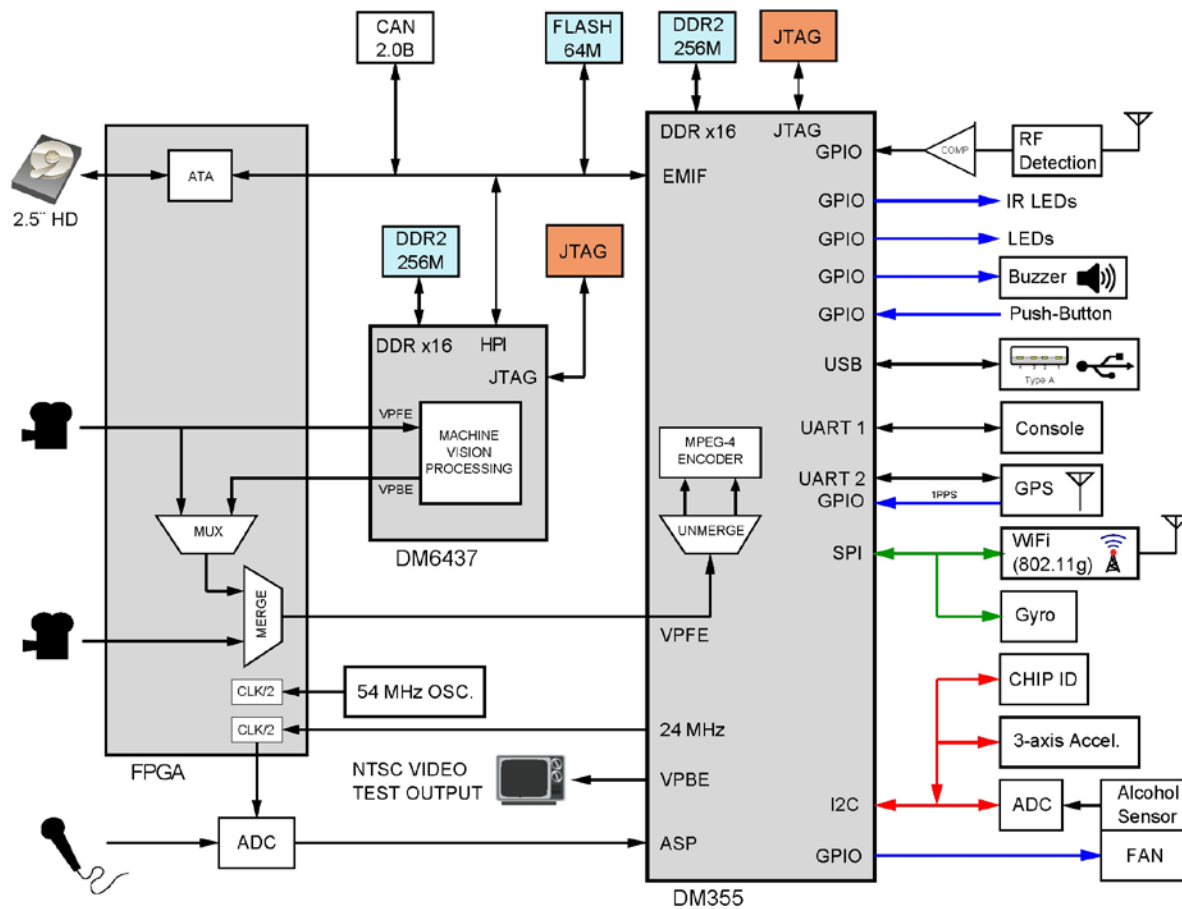 CAN
2.0B
FLASH
64M
DDR2
256M
JTAG
DDR x16
JTAG
GPIO
COMP
RF
Detection
ATA
EMIF
2.5¨ HD
GPIO
IR LEDs
DDR2
256M
JTAG
GPIO
LEDs
GPIO
Buzzer
GPIO
Push-Button
DDR x16
HPI
JTAG
USB
Type A
VPFE
MACHINE
VISION
PROCESSING
VPBE
MPEG-4
ENCODER
UART 1
Console
UART 2
GPIO
1PPS
GPS
MUX
UNMERGE
DM6437
SPI
WiFi
(802.11g)
MERGE
Gyro
VPFE
CLK/2
54 MHz OSC.
CHIP ID
CLK/2
24 MHz
3-axis Accel.
FPGA
NTSC VIDEO
TEST OUTPUT
VPBE
I2C
ADC
Alcohol
Sensor
ADC
ASP
GPIO
FAN
DM355